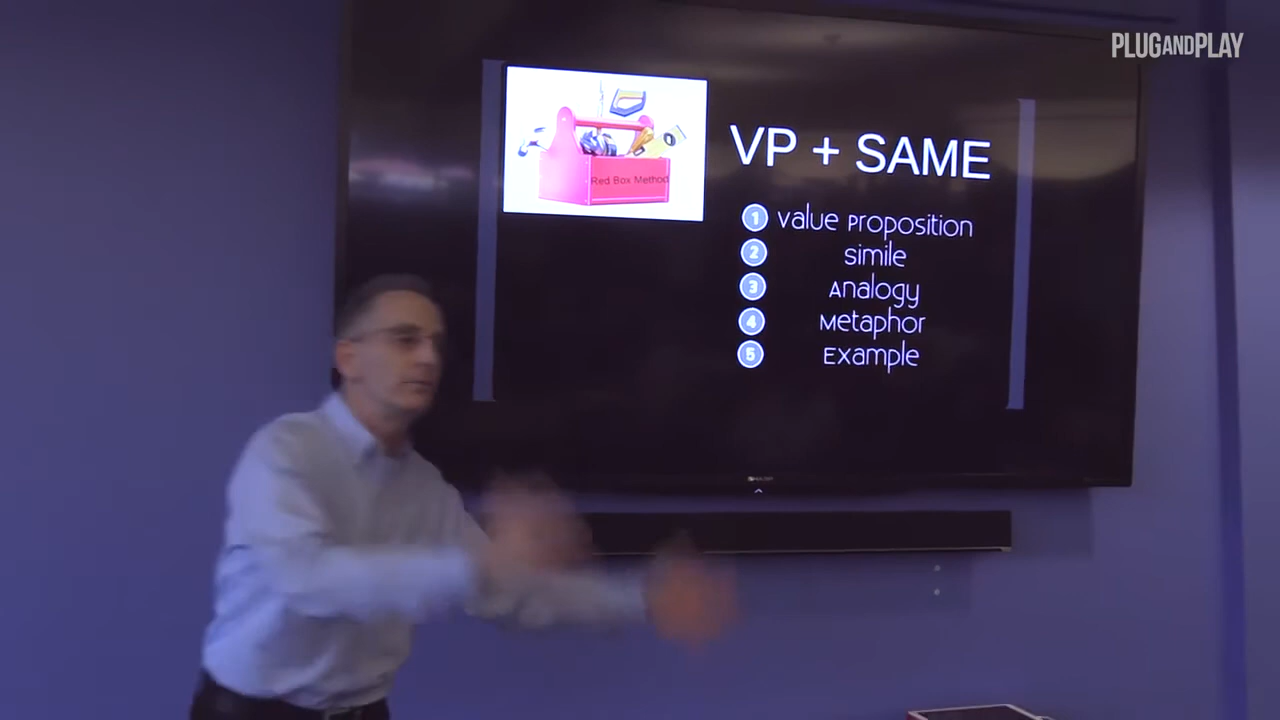 PLUGANDPLAY
Red Box Method
VP + SAME
1 value proposition
2 simile
3 Analogy
4 Metaphor
5 Example